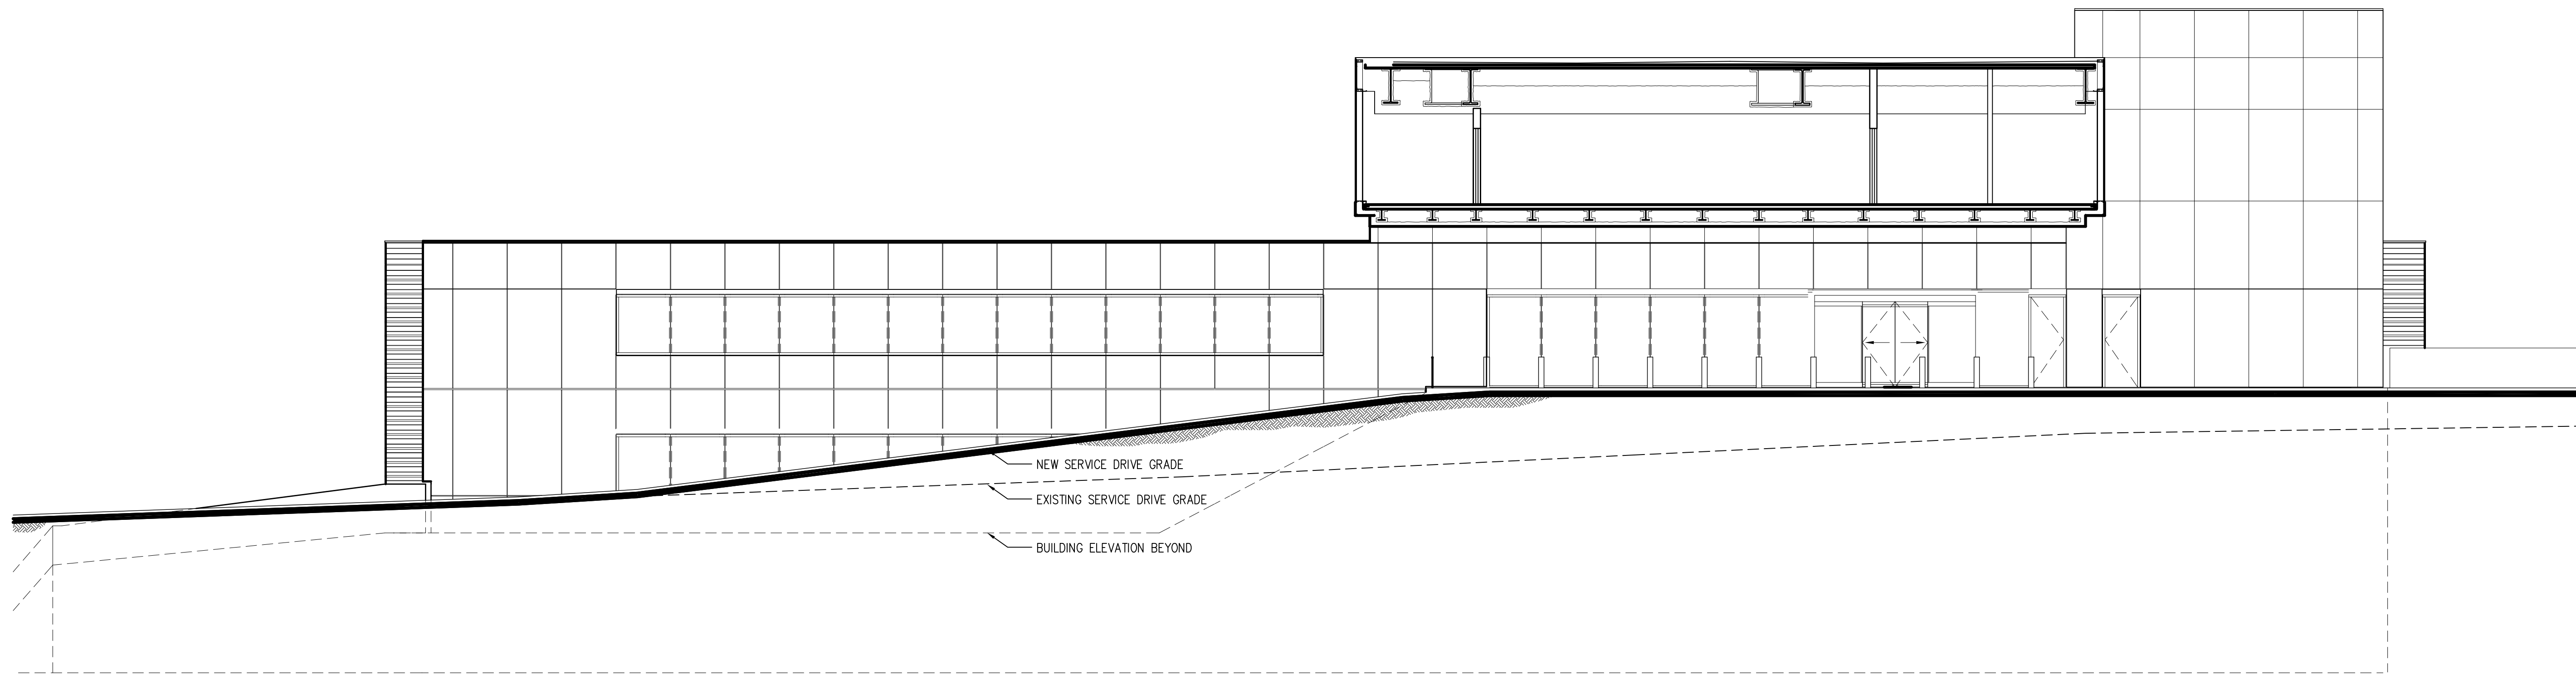 NEW SERVICE DRIVE GRADE
EXISTING SERVICE DRIVE GRADE
BUILDING ELEVATION BEYOND